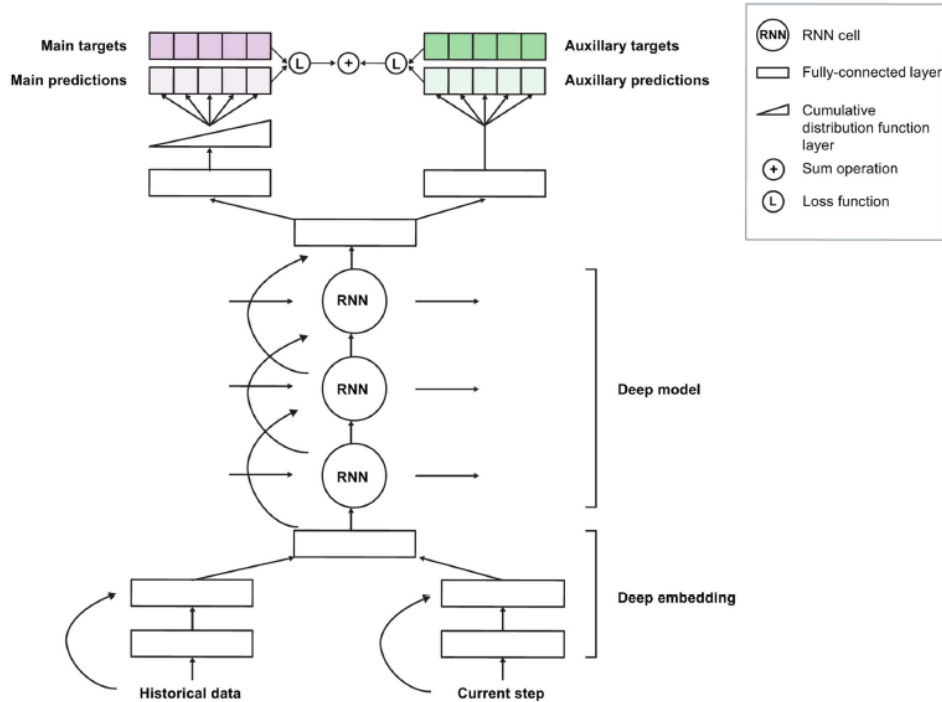 Main targets
Main predictions
L
+
L
Auxillary targets
Auxillary predictions
RNN
RNN
RNN
Deep model
Deep embedding
Historical data
Current step
RNN
RNN cell
Fully-connected layer
Cumulative
distribution function
layer
+
Sum operation
L
Loss function